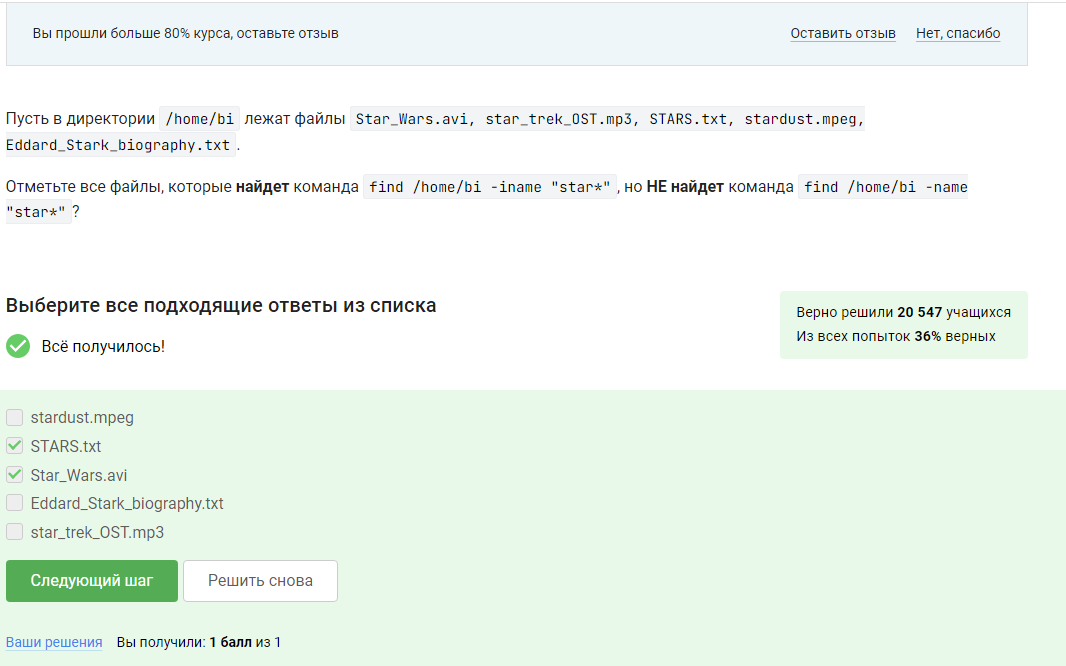 Вы прошли больше 80% курса, оставьте отзыв Оставить отзыв Нет, спасибо
Пусть в директории /home/bi лежат файлы Star_Wars.avi, star_trek_OST.mp3, STARS.txt, stardust.mpeg,
Eddard_Stark_biography.txt.
Отметьте все файлы, которые найдет команда find /home/bi -iname "star*", но НЕ найдет команда find /home/bi -name
"star*"?
Выберите все подходящие ответы из списка
Верно решили 20 547 учащихся
Из всех попыток 36% верных
Всё получилось!
stardust.mpeg
STARS.txt
Star_Wars.avi
Eddard_Stark_biography.txt
star_trek_OST.mp3
Следующий шаг Решить снова
Ваши решения Вы получили: 1 балл из 1